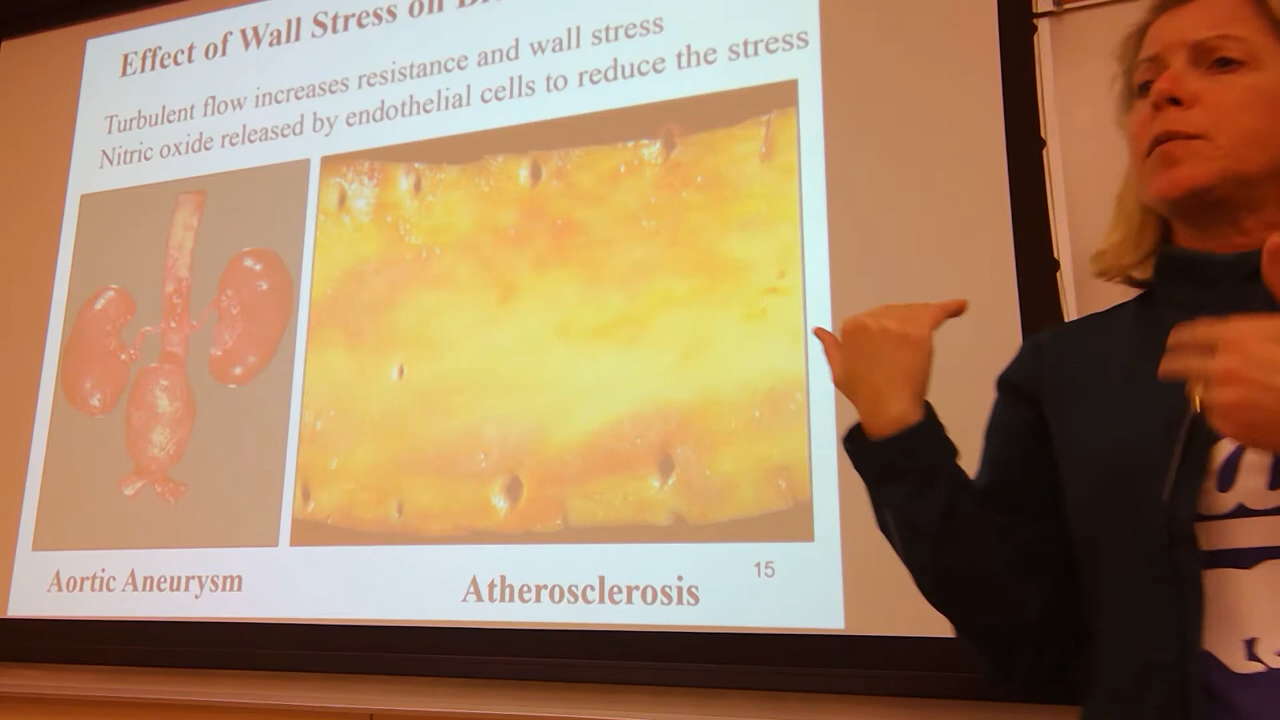 Effect of Wall Stress on
Turbulent flow increases resistance and wall stress
Nitric oxide released by endothelial cells to reduce the stress
Aortic Aneurysm
Atherosclerosis
15